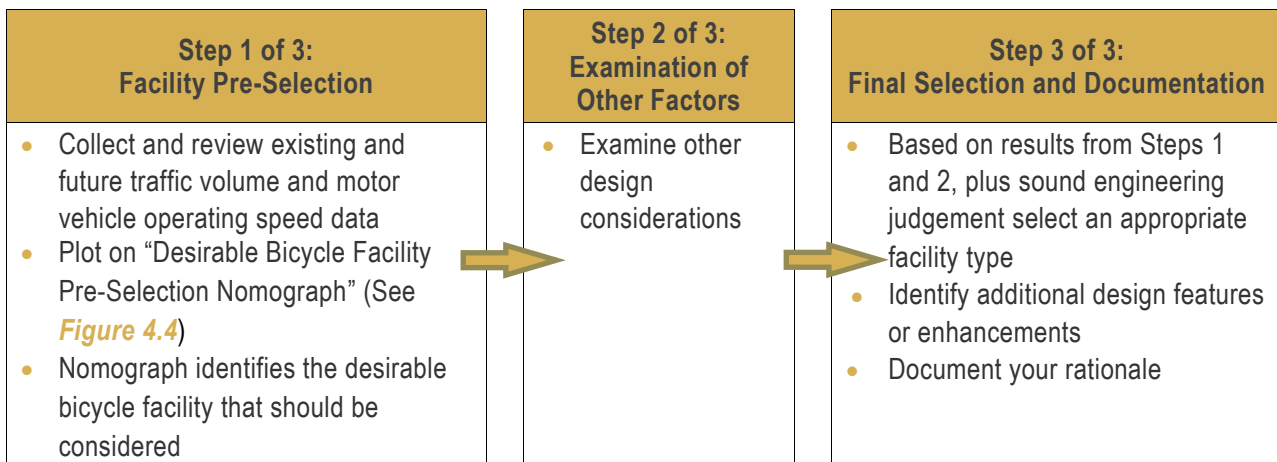 Step 1 of 3:
Facility Pre-Selection
• Collect and review existing and
future traffic volume and motor
vehicle operating speed data
• Plot on “Desirable Bicycle Facility
Pre-Selection Nomograph” (See
Figure 4.4)
• Nomograph identifies the desirable
bicycle facility that should be
considered
Step 2 of 3:
Examination of
Other Factors
• Examine other
design
considerations
Step 3 of 3:
Final Selection and Documentation
• Based on results from Steps 1
and 2, plus sound engineering
judgement select an appropriate
facility type
• Identify additional design features
or enhancements
• Document your rationale